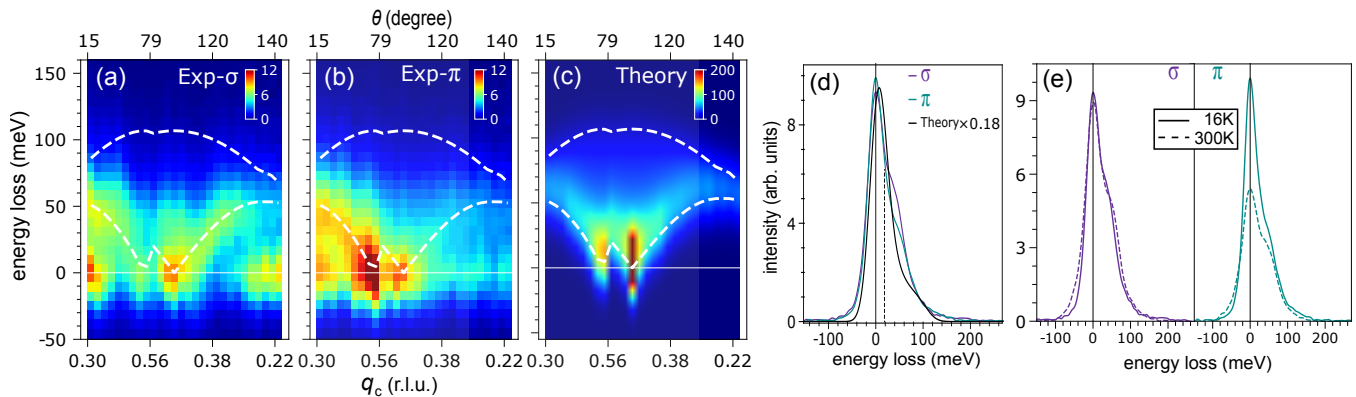 θ (degree)
15 79 120 140
15 79 120 140
15 79 120 140
(a) Exp-σ 12 6 0
(b) Exp-π 12 6 0
(c) Theory 200 100 0
energy loss (meV)
150
100
50
0
-50
0.30 0.56 0.38 0.22
0.30 0.56 0.38 0.22
0.30 0.56 0.38 0.22
qc (r.l.u.)
(d)
σ
π
Theory×0.18
intensity (arb. units)
10
8
6
4
2
0
-100 0 100 200
energy loss (meV)
(e)
σ π
16K
300K
9
6
3
0
-100 0 100 0 100 200
energy loss (meV)